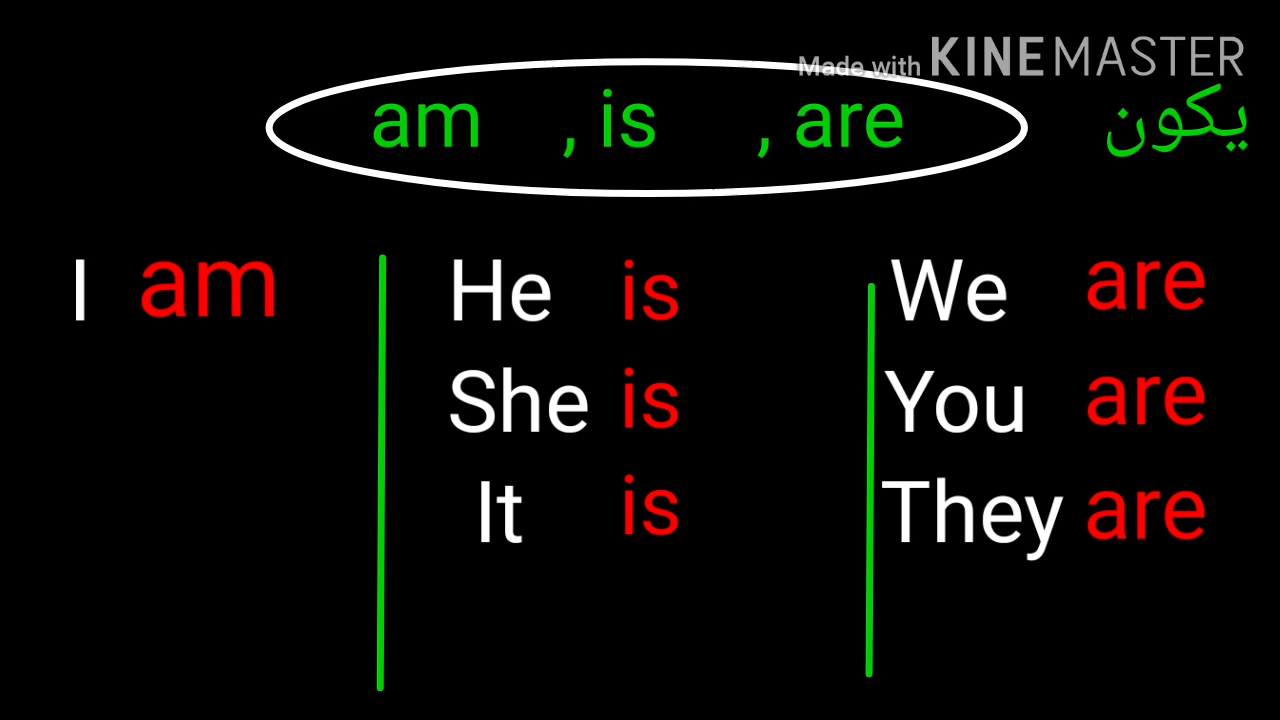 Made with KINEMASTER
am , is , are يكون
I am He is We are
She is You are
It is They are